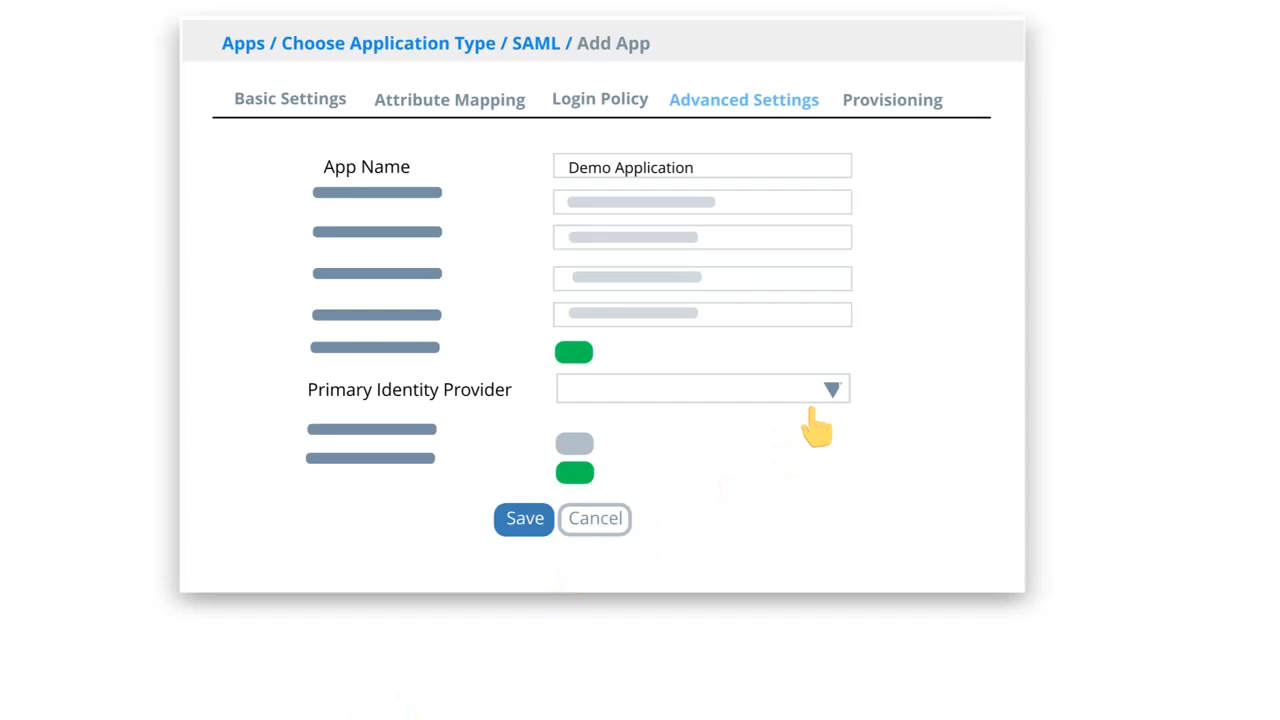 Apps / Choose Application Type / SAML / Add App
Basic Settings Attribute Mapping Login Policy Advanced Settings Provisioning
App Name Demo Application
Primary Identity Provider
Save Cancel